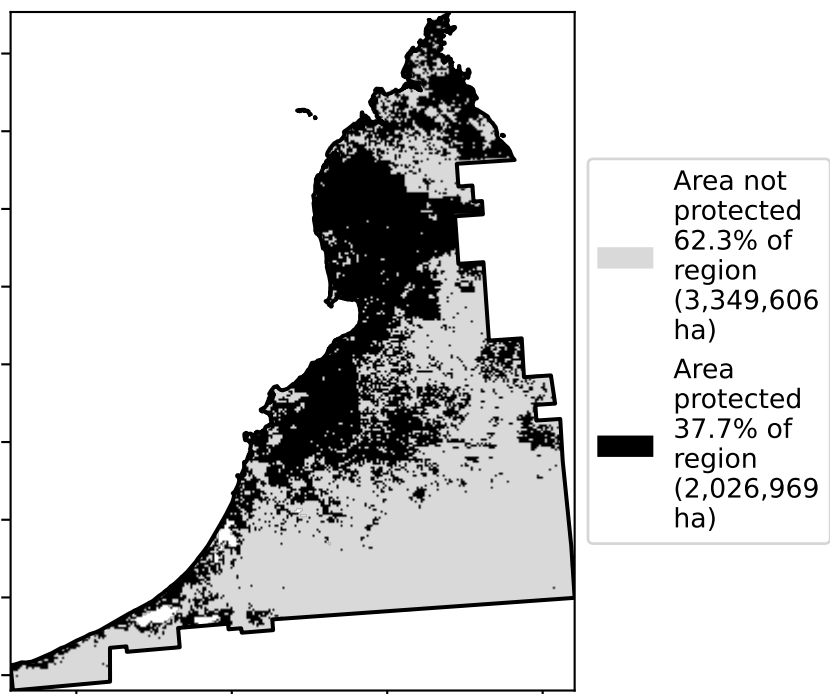 Area not
protected
62.3% of
region
(3,349,606
ha)
Area
protected
37.7% of
region
(2,026,969
ha)